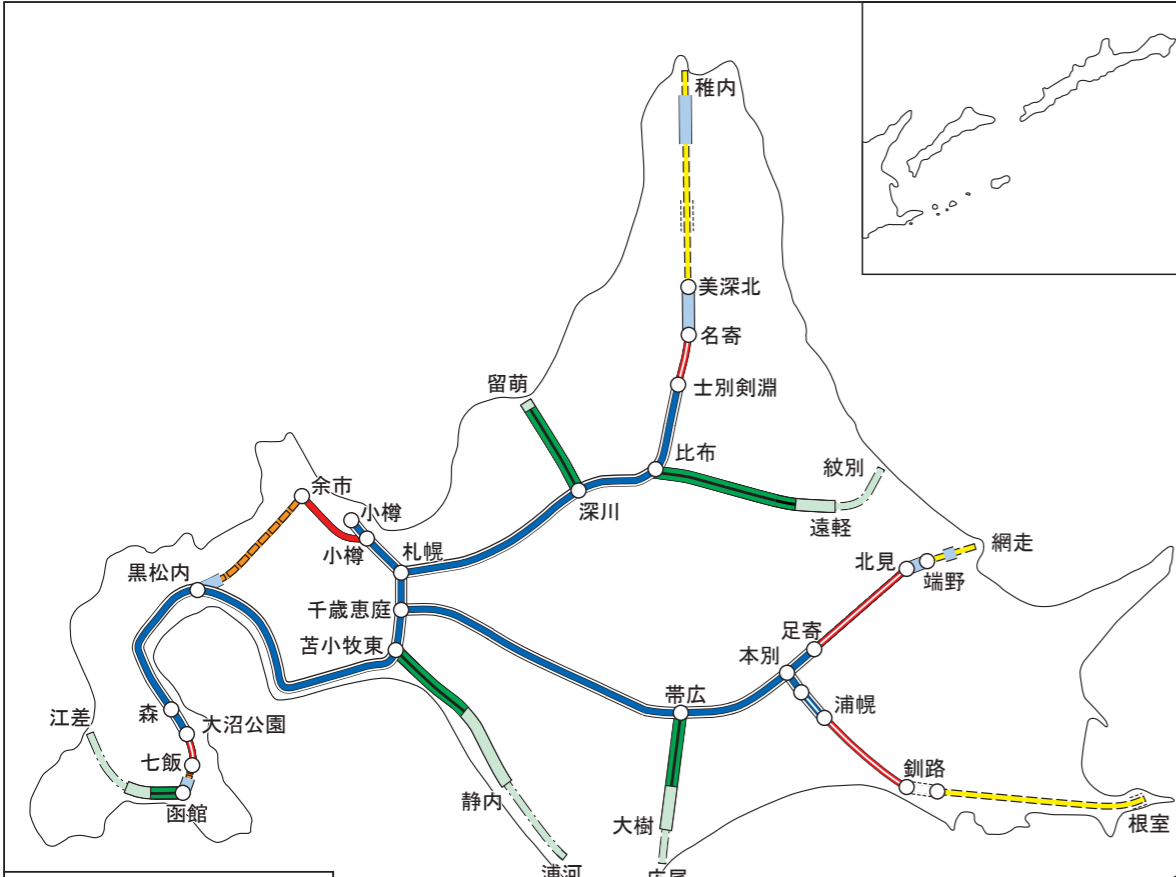 稚内
美深北
名寄
留萌
士別剣淵
比布
紋別
余市
小樽
深川
遠軽
小樽
札幌
網走
北見
端野
黒松内
千歳恵庭
足寄
苫小牧東
本別
帯広
浦幌
森
江差
大沼公園
七飯
釧路
静内
函館
大樹
根室